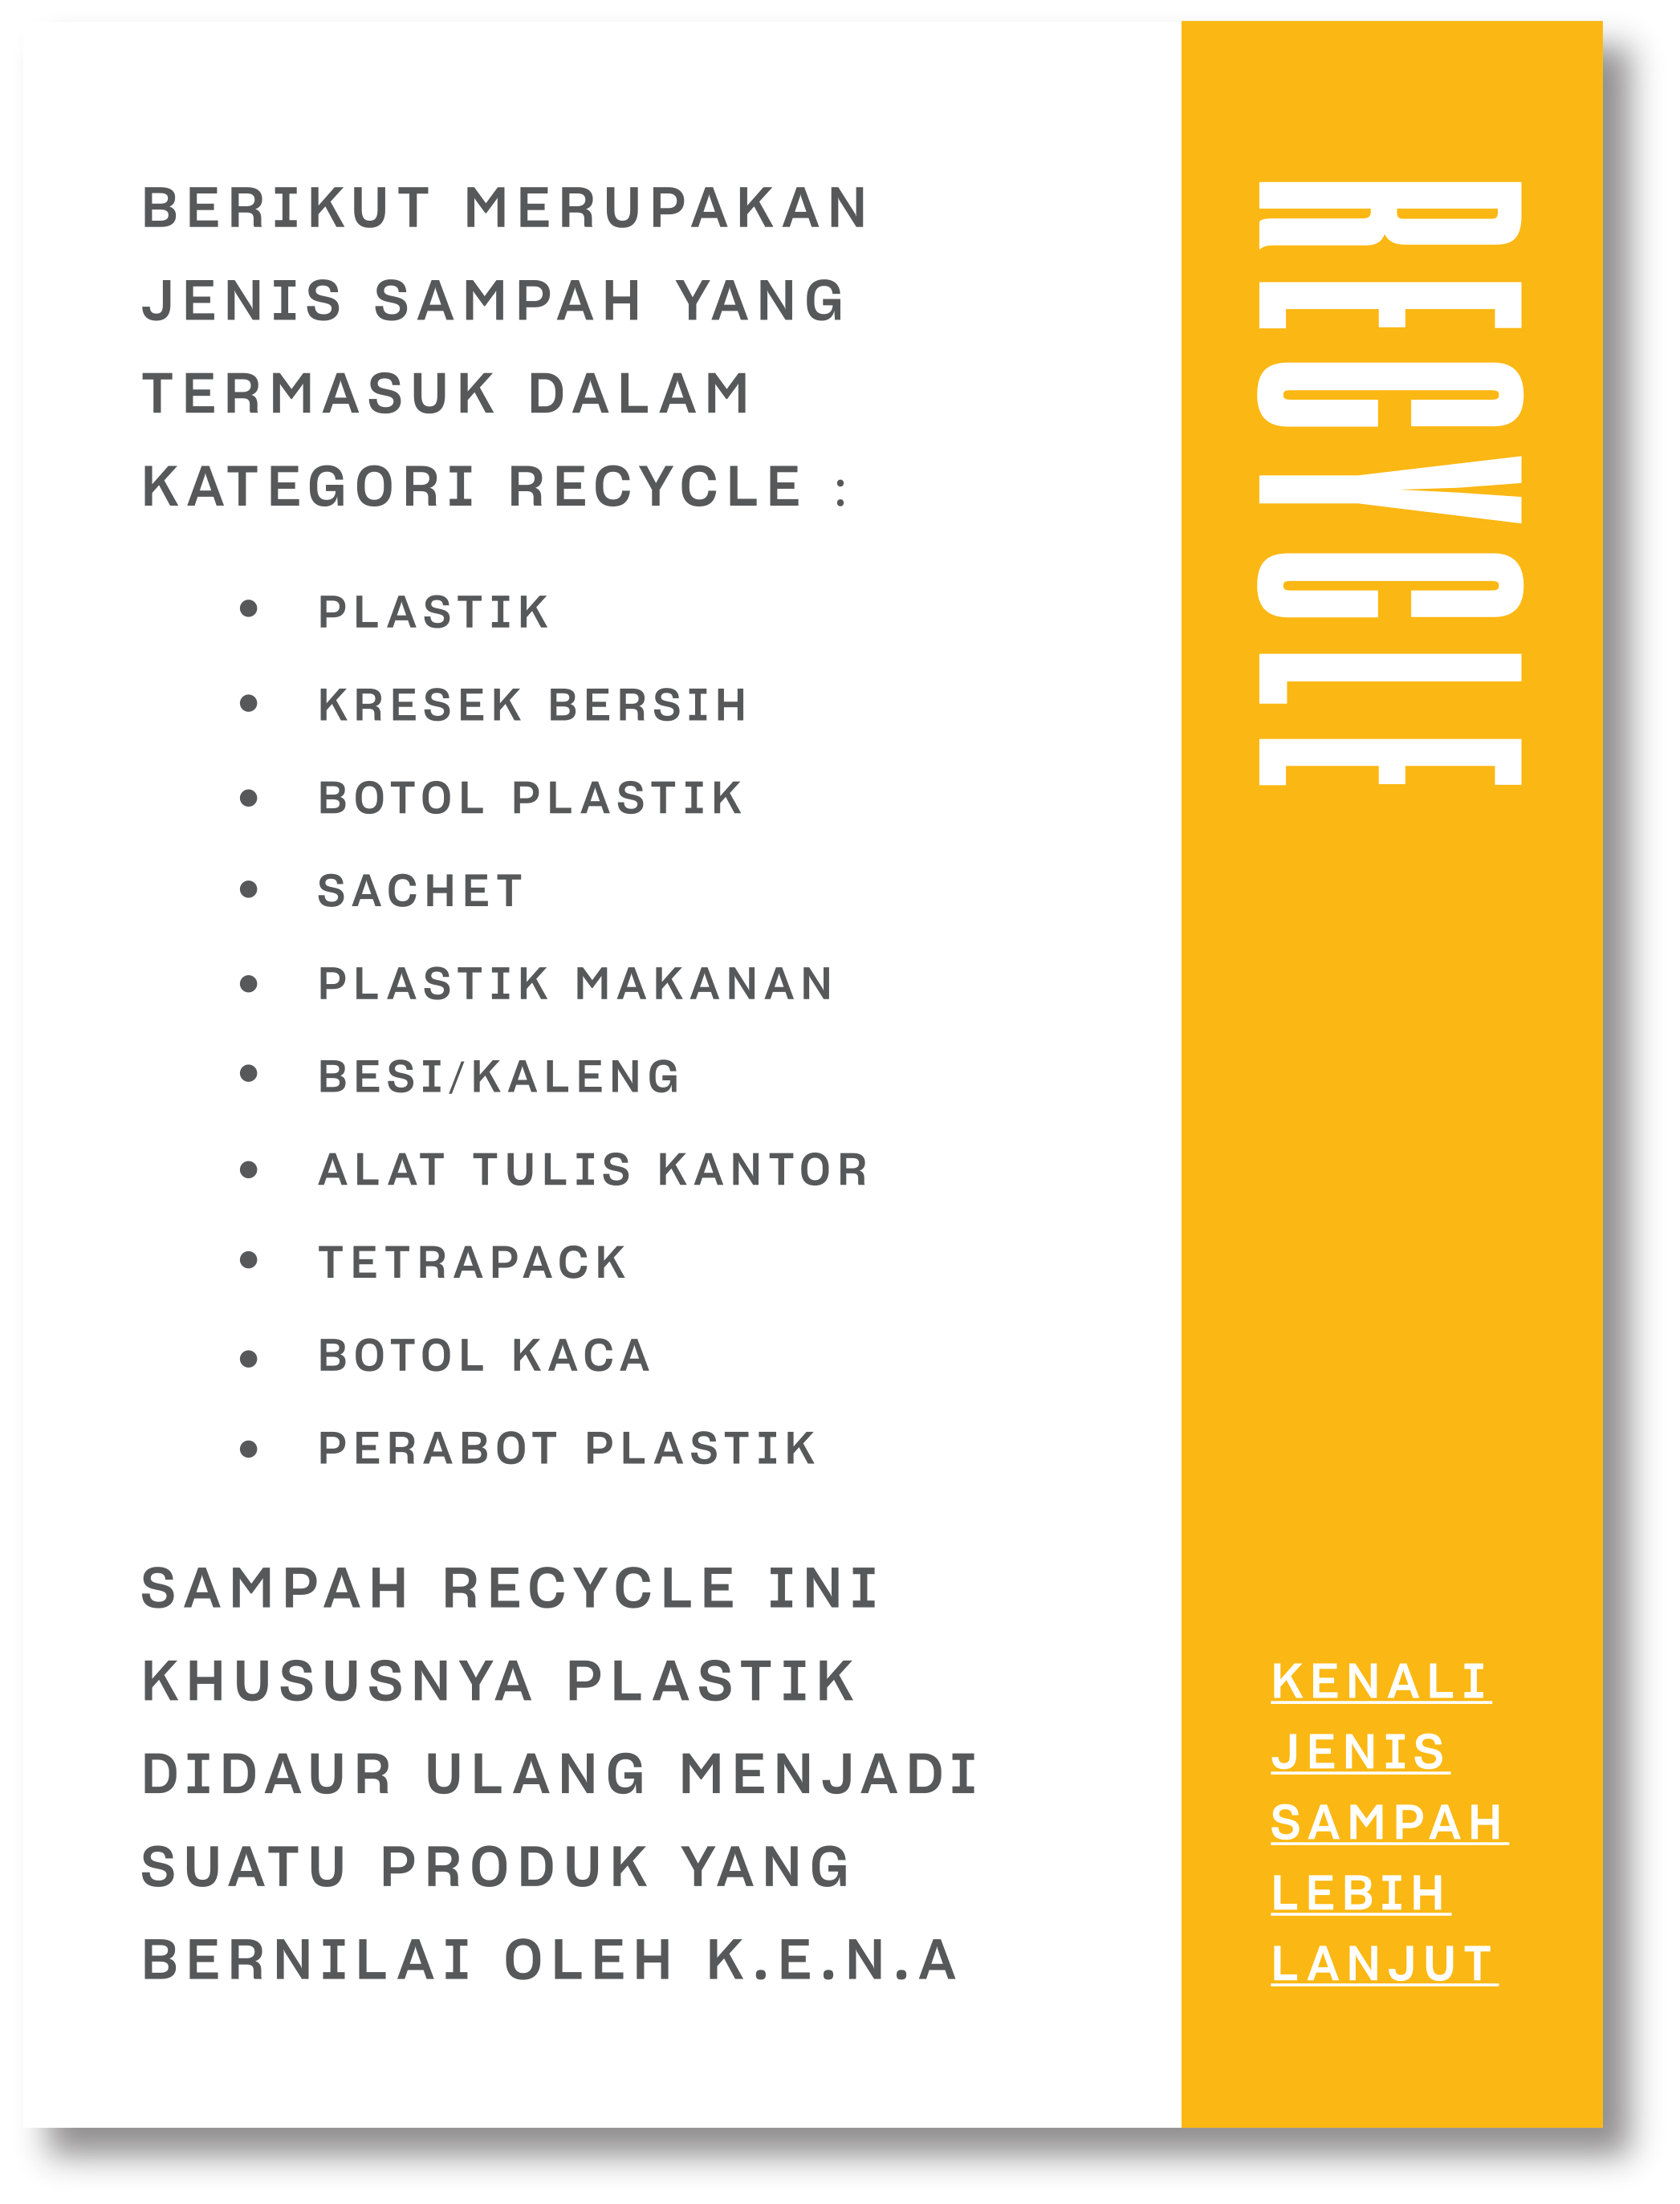 BERIKUT MERUPAKAN
JENIS SAMPAH YANG
TERMASUK DALAM
KATEGORI RECYCLE :
• PLASTIK
• KRESEK BERSIH
• BOTOL PLASTIK
• SACHET
• PLASTIK MAKANAN
• BESI/KALENG
• ALAT TULIS KANTOR
• TETRAPACK
• BOTOL KACA
• PERABOT PLASTIK
SAMPAH RECYCLE INI
KHUSUSNYA PLASTIK
DIDAUR ULANG MENJADI
SUATU PRODUK YANG
BERNILAI OLEH K.E.N.A
RECYCLE
KENALI
JENIS
SAMPAH
LEBIH
LANJUT